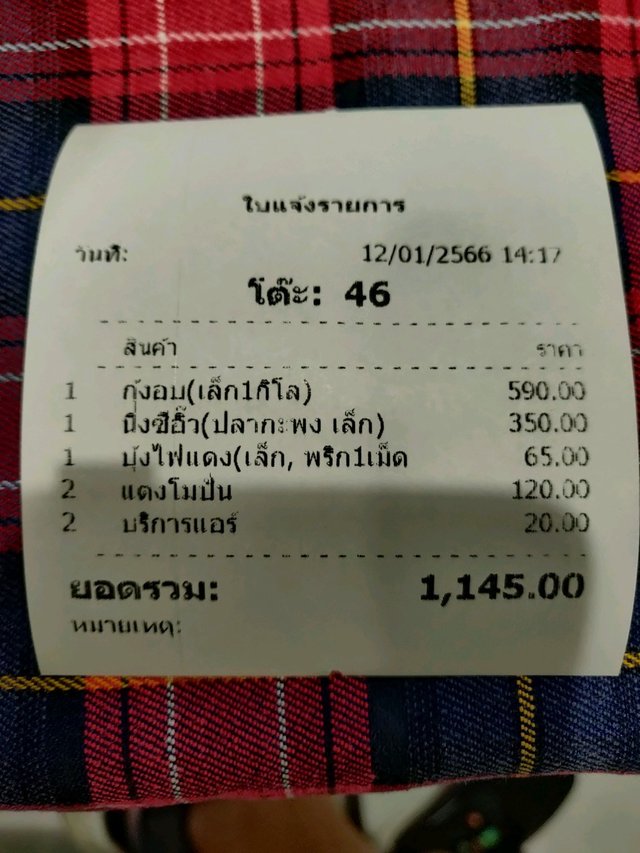 ใบแจ้งรายการ
วันที่: 12/01/2566 14:17
โต๊ะ: 46
สินค้า ราคา
1 กุ้งอบ(เล็ก1กิโล) 590.00
1 นึ่งซีอิ๊ว(ปลากะพง เล็ก) 350.00
1 บุ้งไฟแดง(เล็ก, พริก1เม็ด 65.00
2 แตงโมปั่น 120.00
2 บริการแอร์ 20.00
ยอดรวม: 1,145.00
หมายเหตุ: